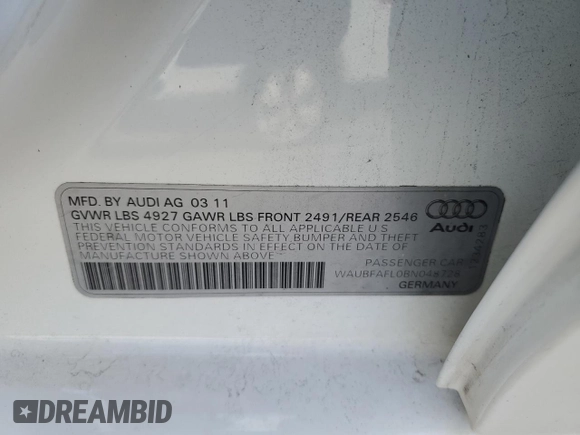 MFD. BY AUDI AG 03 11
GVWR LBS 4927 GAWR LBS FRONT 2491/REAR 2546
THIS VEHICLE CONFORMS TO ALL APPLICABLE U S
FEDERAL MOTOR VEHICLE SAFETY BUMPER AND THEFT
PREVENTION STANDARDS IN EFFECT ON THE DATE OF
MANUFACTURE SHOWN ABOVE
Audi
PASSENGER CAR
GERMANY
DREAMBID